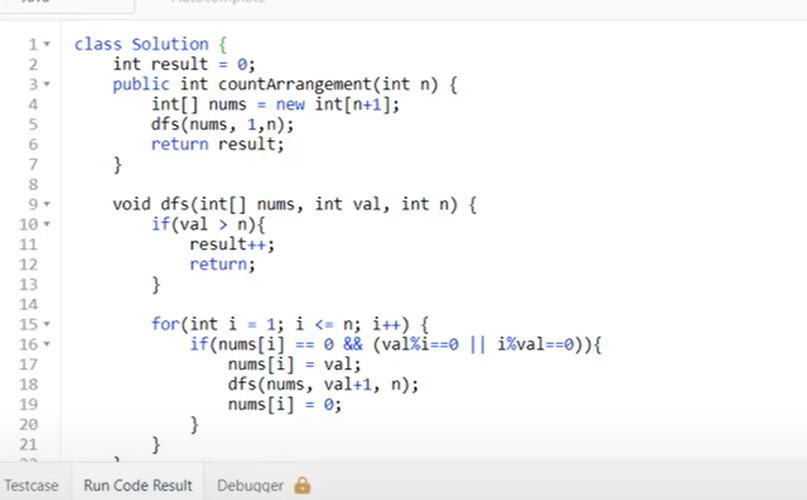 Java Autocomplete
1 class Solution {
2     int result = 0;
3     public int countArrangement(int n) {
4         int[] nums = new int[n+1];
5         dfs(nums, 1,n);
6         return result;
7     }
8
9     void dfs(int[] nums, int val, int n) {
10         if(val > n){
11             result++;
12             return;
13         }
14
15         for(int i = 1; i <= n; i++) {
16             if(nums[i] == 0 && (val%i==0 || i%val==0)){
17                 nums[i] = val;
18                 dfs(nums, val+1, n);
19                 nums[i] = 0;
20             }
21         }
Testcase Run Code Result Debugger